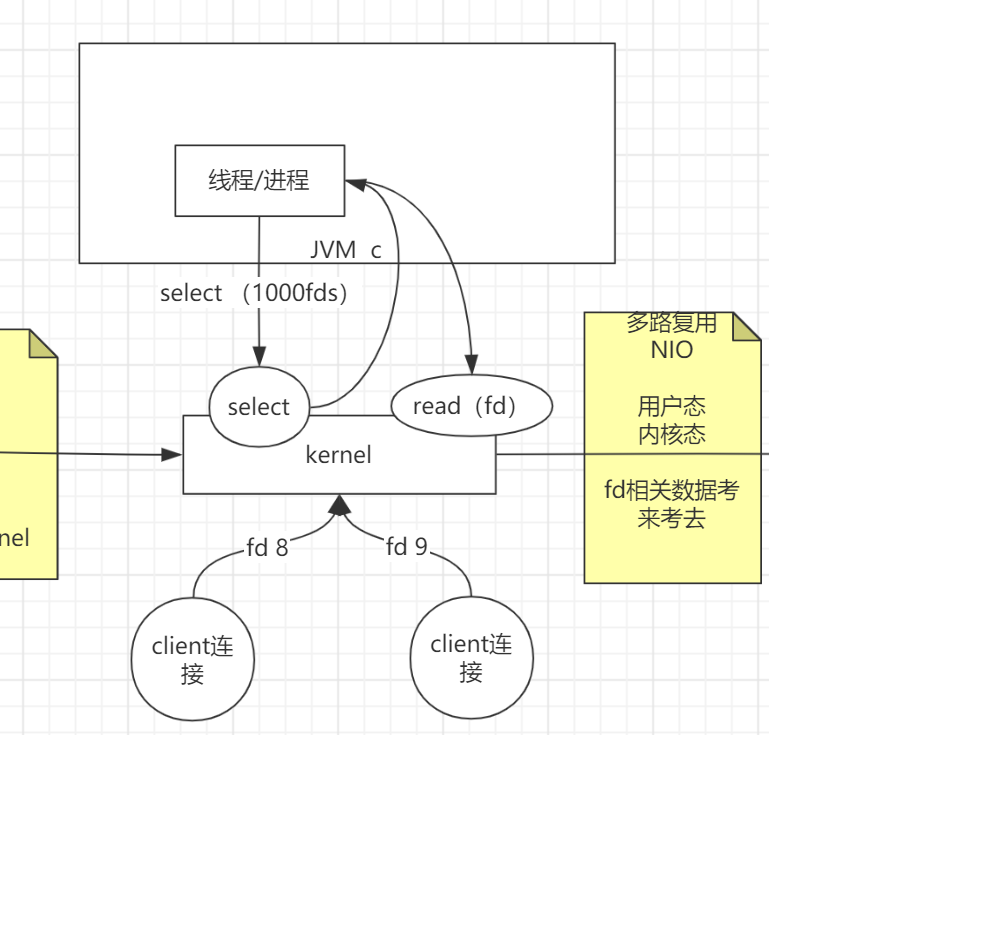 线程/进程
JVM  c
select （1000fds）
select
read（fd）
kernel
nel
fd 8
fd 9
client连
接
client连
接
多路复用
NIO
用户态
内核态
fd相关数据考
来考去